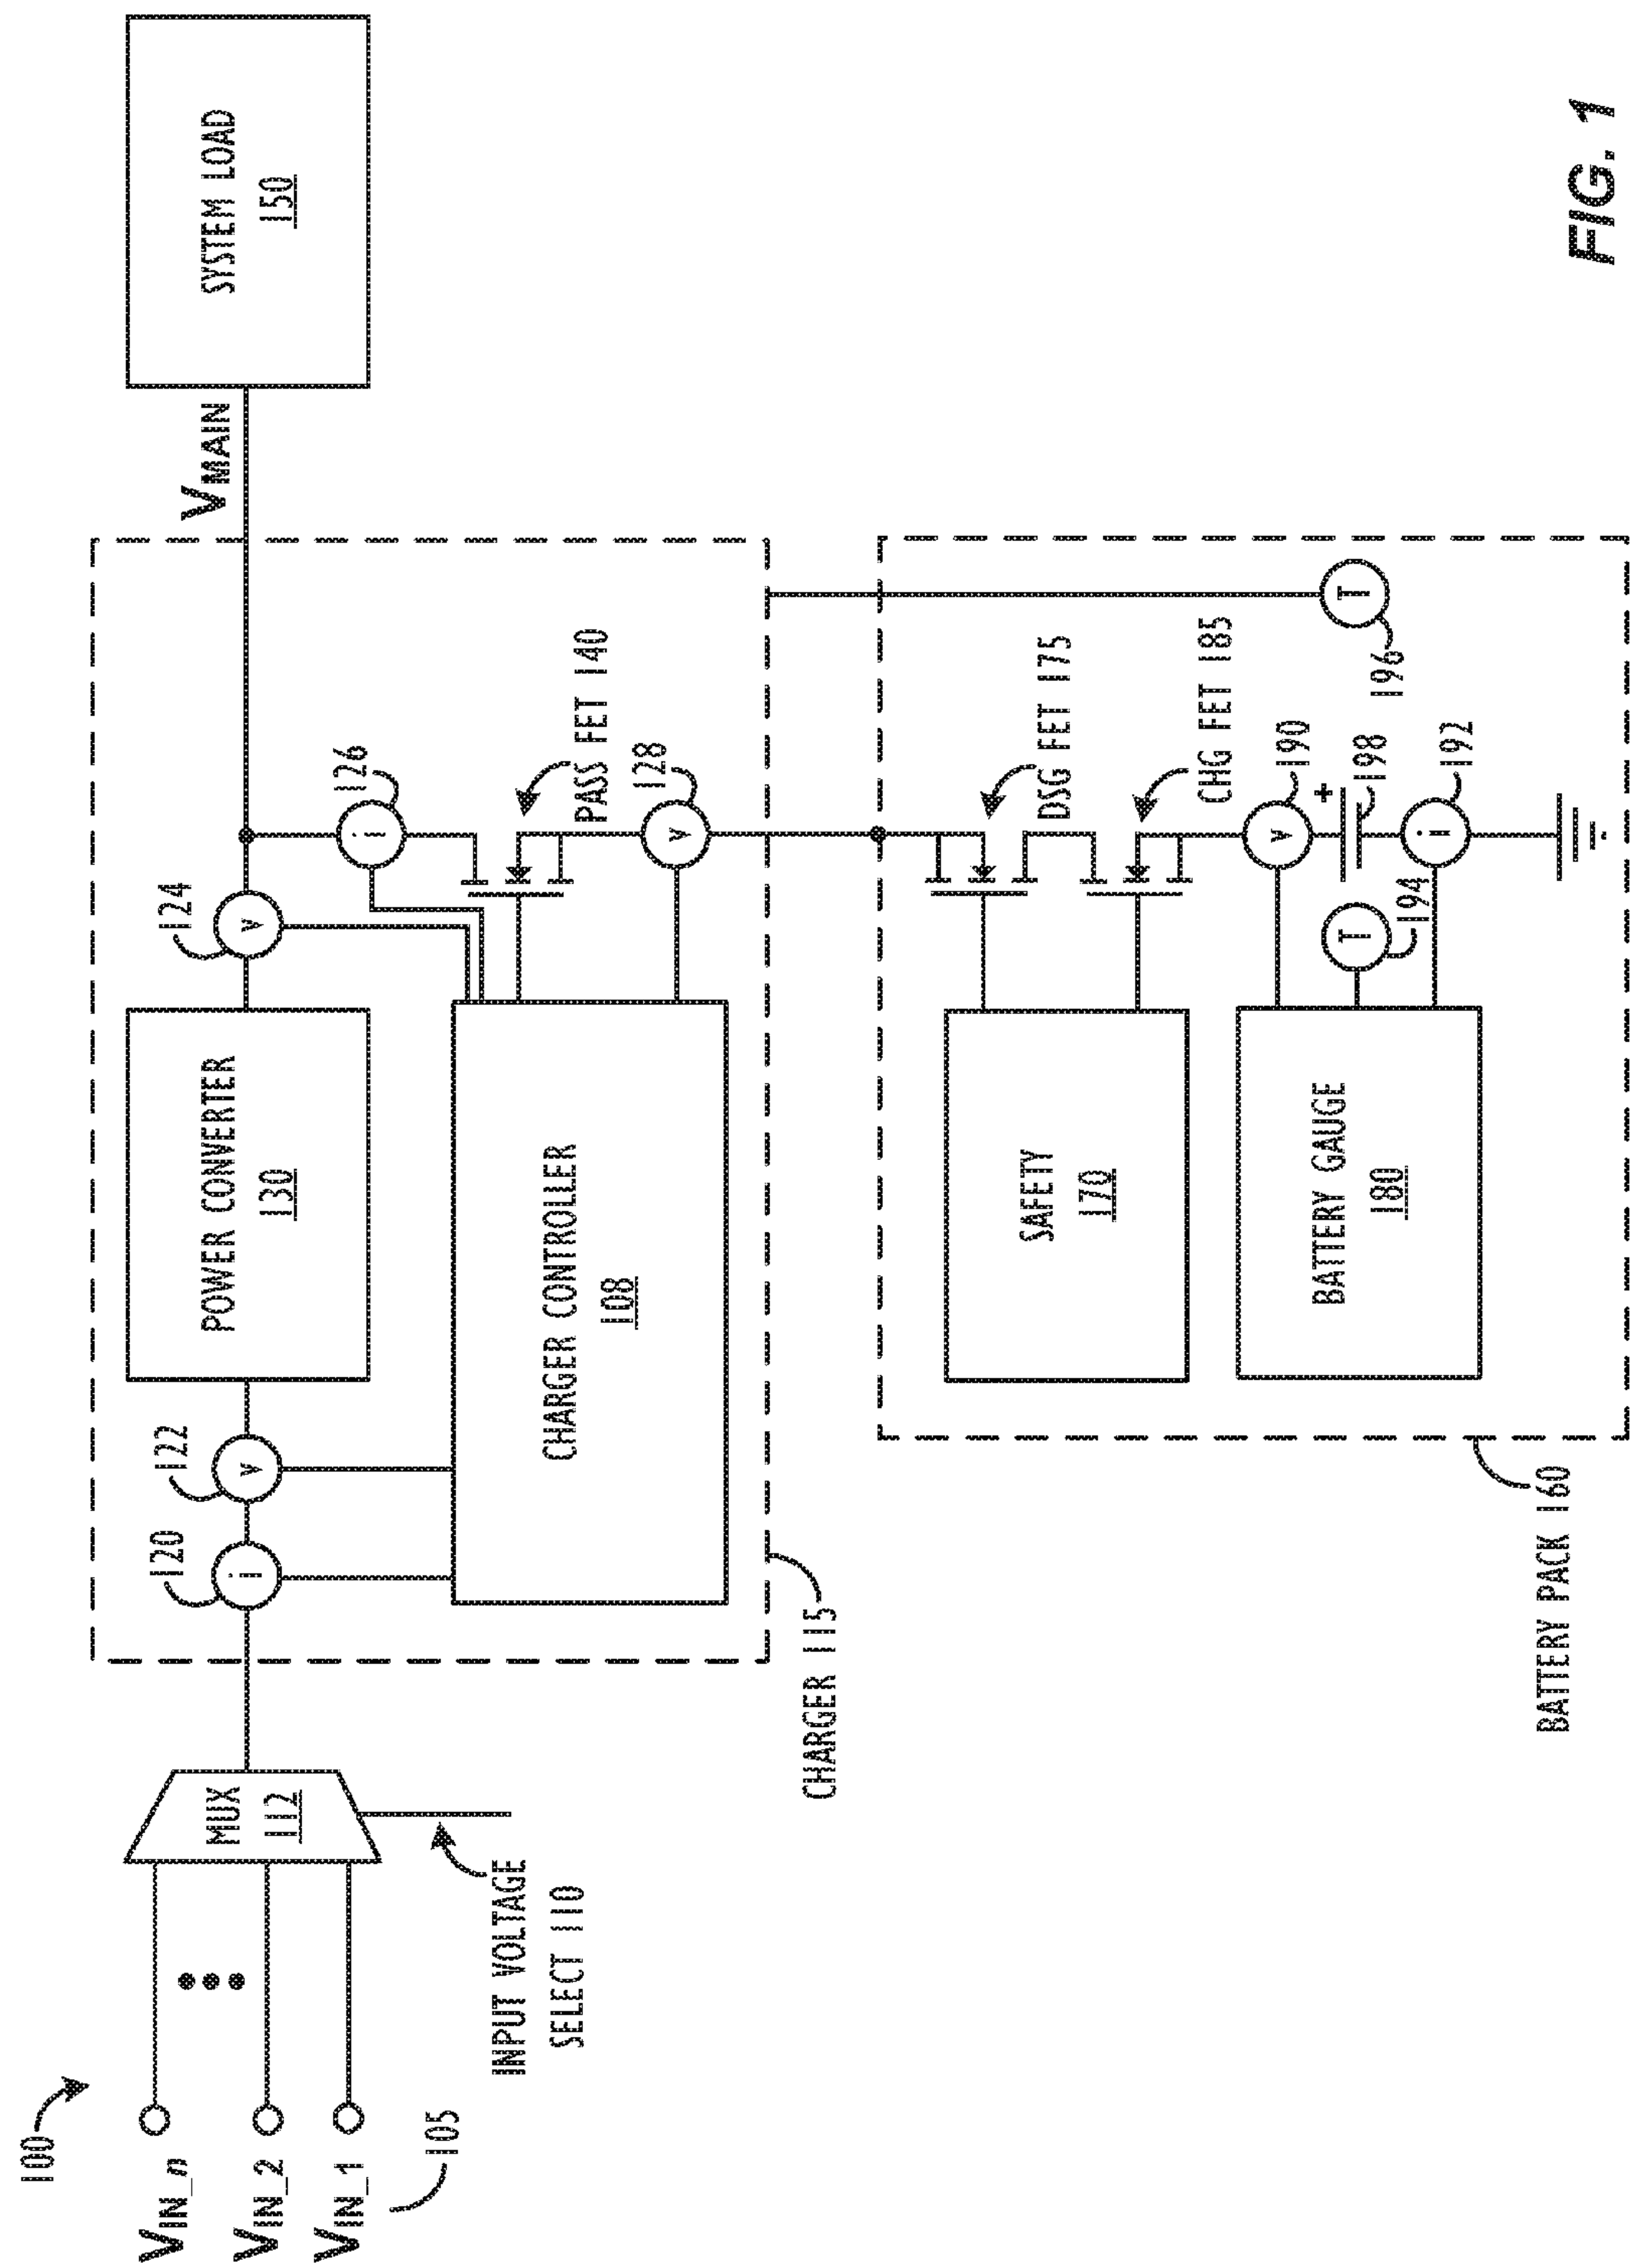 100
VIN_n
VIN_2
VIN_1
105
MUX
112
INPUT VOLTAGE
SELECT 110
CHARGER 115
120
i
122
v
POWER CONVERTER
130
124
v
VMAIN
SYSTEM LOAD
150
CHARGER CONTROLLER
108
126
i
PASS FET 140
128
v
BATTERY PACK 160
SAFETY
170
DSG FET 175
CHG FET 185
BATTERY GAUGE
180
190
v
+
198
T
194
i
192
T
196
FIG. 1